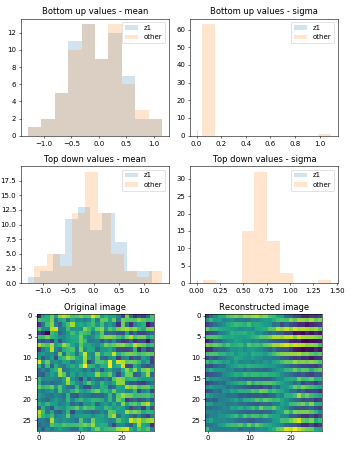 Bottom up values - mean
Bottom up values - sigma
z1
other
z1
other
12
10
8
6
4
2
0
60
50
40
30
20
10
0
−1.0 −0.5 0.0 0.5 1.0
0.0 0.2 0.4 0.6 0.8 1.0
Top down values - mean
Top down values - sigma
z1
other
z1
other
17.5
15.0
12.5
10.0
7.5
5.0
2.5
0.0
30
25
20
15
10
5
0
−1.0 −0.5 0.0 0.5 1.0
0.00 0.25 0.50 0.75 1.00 1.25 1.50
Original image
Reconstructed image
0
5
10
15
20
25
0
5
10
15
20
25
0 10 20
0 10 20